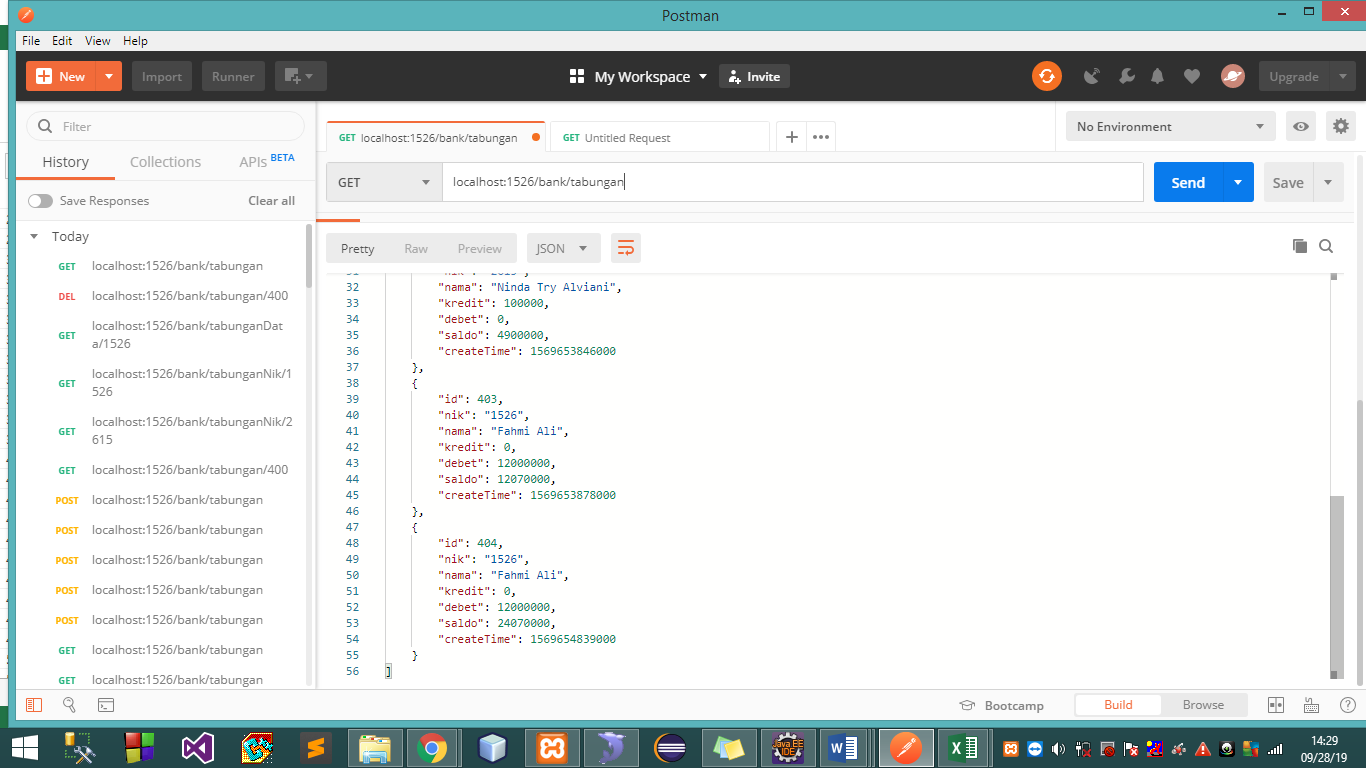 Postman
File Edit View Help
New Import Runner My Workspace Invite Upgrade
Filter
History Collections APIs BETA
Save Responses Clear all
Today
GET localhost:1526/bank/tabungan
DEL localhost:1526/bank/tabungan/400
GET localhost:1526/bank/tabunganDat
a/1526
GET localhost:1526/bank/tabunganNik/1
526
GET localhost:1526/bank/tabunganNik/2
615
GET localhost:1526/bank/tabungan/400
POST localhost:1526/bank/tabungan
POST localhost:1526/bank/tabungan
POST localhost:1526/bank/tabungan
POST localhost:1526/bank/tabungan
POST localhost:1526/bank/tabungan
GET localhost:1526/bank/tabungan
GET localhost:1526/bank/tabungan
GET localhost:1526/bank/tabungan GET Untitled Request No Environment
GET localhost:1526/bank/tabungan Send Save
Pretty Raw Preview JSON
32 "nama": "Ninda Try Alviani",
33 "kredit": 100000,
34 "debet": 0,
35 "saldo": 4900000,
36 "createTime": 1569653846000
37 },
38 {
39 "id": 403,
40 "nik": "1526",
41 "nama": "Fahmi Ali",
42 "kredit": 0,
43 "debet": 12000000,
44 "saldo": 12070000,
45 "createTime": 1569653878000
46 },
47 {
48 "id": 404,
49 "nik": "1526",
50 "nama": "Fahmi Ali",
51 "kredit": 0,
52 "debet": 12000000,
53 "saldo": 24070000,
54 "createTime": 1569654839000
55 }
56 ]
Bootcamp Build Browse
Java EE
IDE
14:29
09/28/19